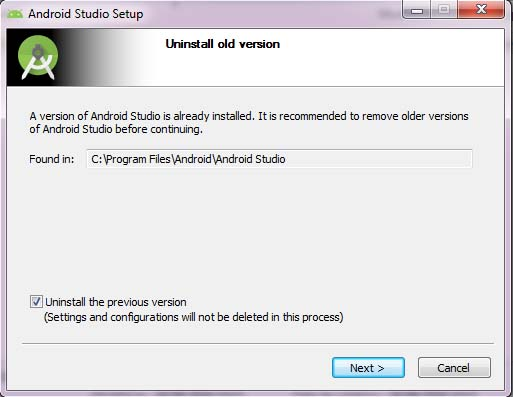 Android Studio Setup
Uninstall old version
A version of Android Studio is already installed. It is recommended to remove older versions
of Android Studio before continuing.
Found in: C:\Program Files\Android\Android Studio
Uninstall the previous version
(Settings and configurations will not be deleted in this process)
Next > Cancel